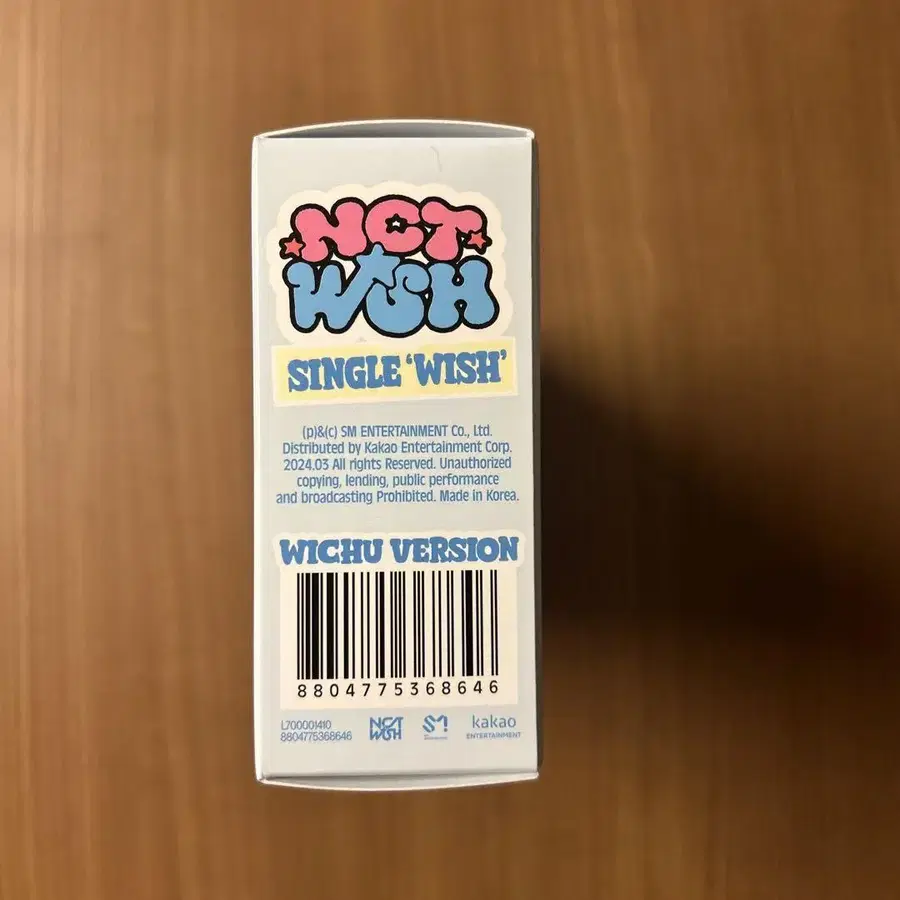 NCT
WISH
SINGLE 'WISH'
(p)&(c) SM ENTERTAINMENT Co., Ltd.
Distributed by Kakao Entertainment Corp.
2024.03 All rights Reserved. Unauthorized
copying, lending, public performance
and broadcasting Prohibited. Made in Korea.
WICHU VERSION
8804775368646
L700001410
8804775368646
NCT
WISH
SM
kakao
ENTERTAINMENT